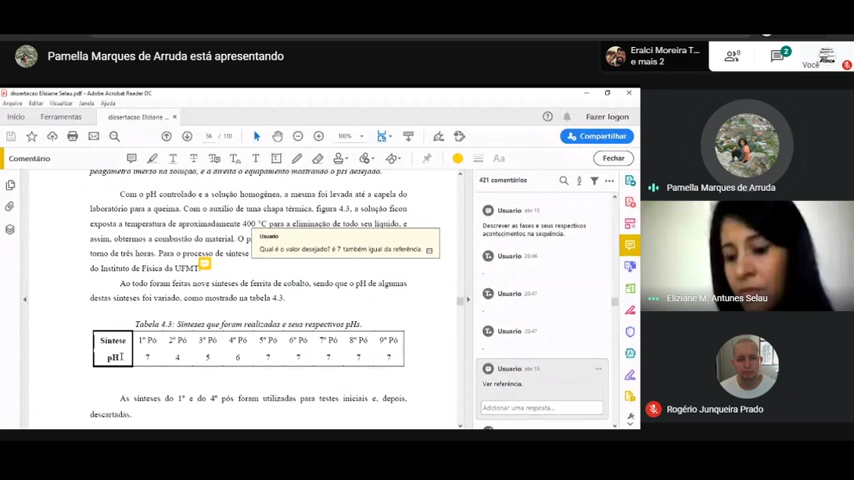 Pamella Marques de Arruda está apresentando
Eralci Moreira T...
e mais 2
8
2
Você
dissertacao Eliziane Selau.pdf - Adobe Acrobat Reader DC
Arquivo Editar Visualizar Janela Ajuda
Início Ferramentas dissertacao Eliziane ... × Fazer logon
56 / 110 100% Compartilhar
Comentário Fechar
peagâmetro imerso na solução, e a direita o equipamento mostrando o pH desejado.
Com o pH controlado e a solução homogênea, a mesma foi levada até a capela do
laboratório para a queima. Com o auxílio de uma chapa térmica, figura 4.3, a solução ficou
exposta a temperatura de aproximadamente 400 °C para a eliminação de todo seu líquido, e
assim, obtermos a combustão do material. O p
torno de três horas. Para o processo de síntese
do Instituto de Física da UFMT
Usuario
Qual é o valor desejado? é 7 também igual da referência
Ao todo foram feitas nove sínteses de ferrita de cobalto, sendo que o pH de algumas
destas sínteses foi variado, como mostrado na tabela 4.3.
Tabela 4.3: Sínteses que foram realizadas e seus respectivos pHs.
Síntese 1º Pó 2º Pó 3º Pó 4º Pó 5º Pó 6º Pó 7º Pó 8º Pó 9º Pó
pH 7 4 5 6 7 7 7 7 7
As sínteses do 1º e do 4º pós foram utilizadas para testes iniciais e, depois,
descartadas.
421 comentários
Usuario abr 15
Descrever as fases e seus respectivos
acontecimentos na sequência.
Usuario 20:46
.
Usuario 20:47
.
Usuario 20:47
.
Usuario abr 15
Ver referência.
Adicionar uma resposta...
Pamella Marques de Arruda
Eliziane M. Antunes Selau
Rogério Junqueira Prado